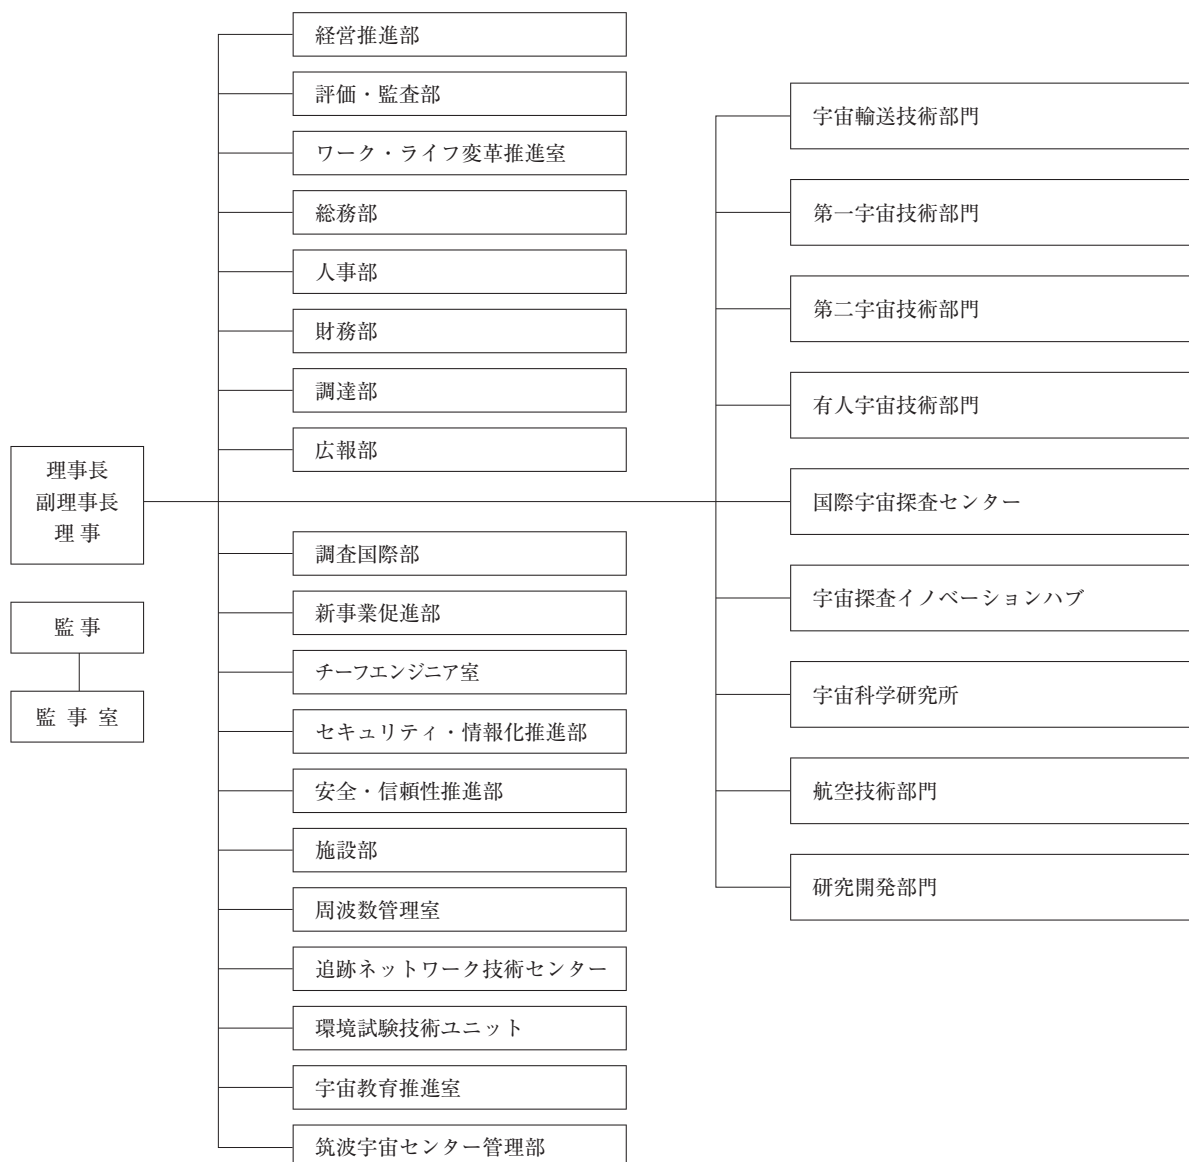 理事長
副理事長
理 事
監 事
監 事 室
経営推進部
評価・監査部
ワーク・ライフ変革推進室
総務部
人事部
財務部
調達部
広報部
調査国際部
新事業促進部
チーフエンジニア室
セキュリティ・情報化推進部
安全・信頼性推進部
施設部
周波数管理室
追跡ネットワーク技術センター
環境試験技術ユニット
宇宙教育推進室
筑波宇宙センター管理部
宇宙輸送技術部門
第一宇宙技術部門
第二宇宙技術部門
有人宇宙技術部門
国際宇宙探査センター
宇宙探査イノベーションハブ
宇宙科学研究所
航空技術部門
研究開発部門